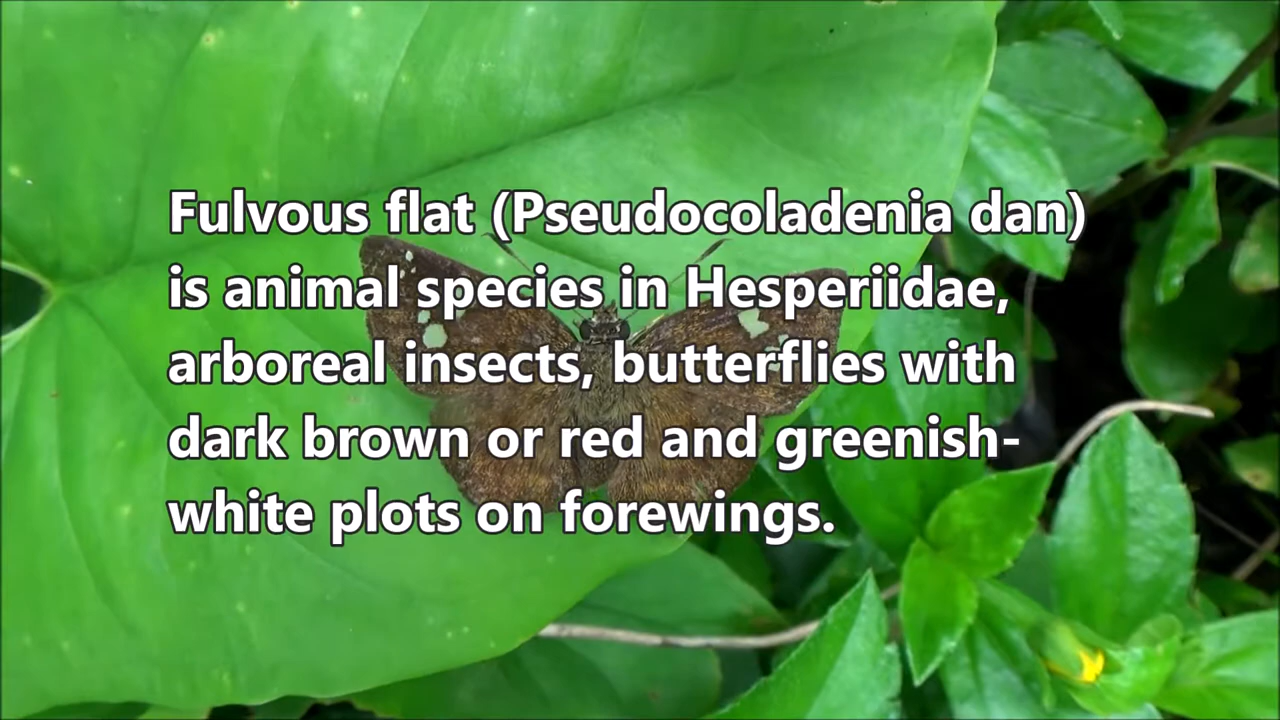 Fulvous flat (Pseudocoladenia dan)
is animal species in Hesperiidae,
arboreal insects, butterflies with
dark brown or red and greenish-
white plots on forewings.